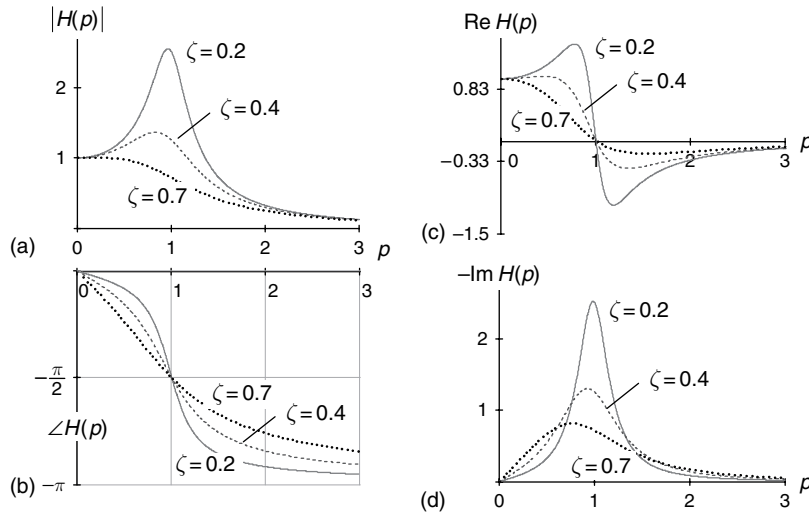 |H(p)|
2
1
ζ = 0.2
ζ = 0.4
ζ = 0.7
(a)
0
1
2
3
p
0
1
2
3
−π/2
−π
∠H(p)
ζ = 0.7
ζ = 0.4
ζ = 0.2
(b)
Re H(p)
0.83
−0.33
−1.5
ζ = 0.2
ζ = 0.4
ζ = 0.7
0
1
2
3
p
(c)
−Im H(p)
2
1
ζ = 0.2
ζ = 0.4
ζ = 0.7
(d)
0
1
2
3
p